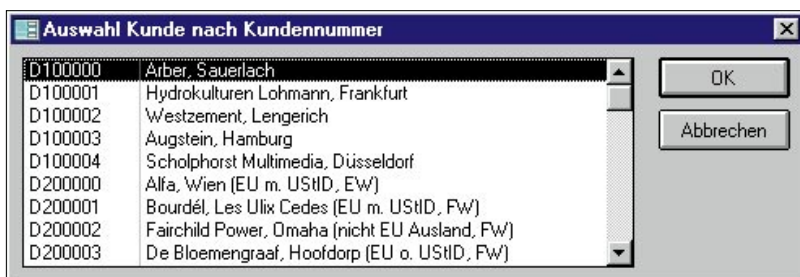 Auswahl Kunde nach Kundennummer
D100000 Arber, Sauerlach
D100001 Hydrokulturen Lohmann, Frankfurt
D100002 Westzement, Lengerich
D100003 Augstein, Hamburg
D100004 Scholphorst Multimedia, Düsseldorf
D200000 Alfa, Wien (EU m. UStID, EW)
D200001 Bourdél, Les Ulix Cedes (EU m. UStID, FW)
D200002 Fairchild Power, Omaha (nicht EU Ausland, FW)
D200003 De Bloemengraaf, Hoofdorp (EU o. UStID, FW)
OK
Abbrechen